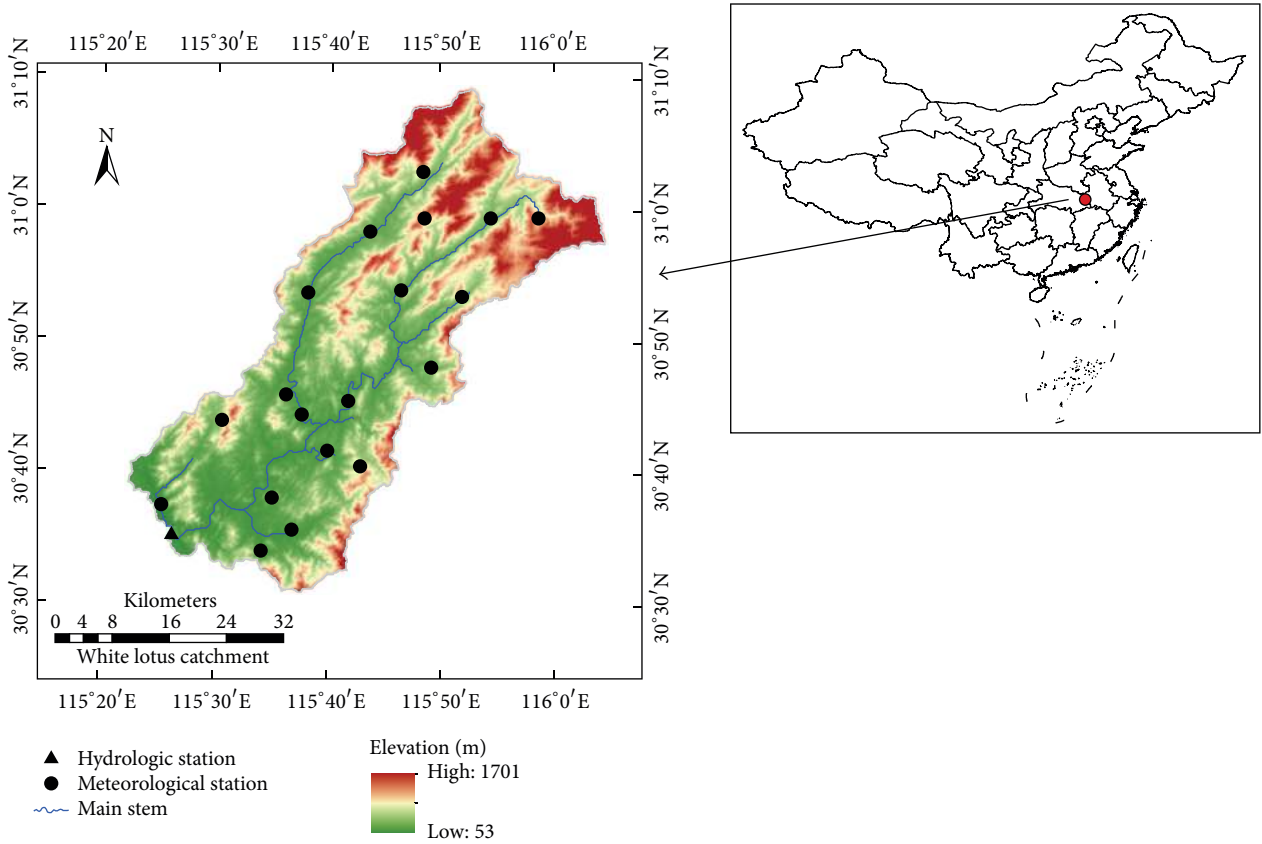 115°20′E 115°30′E 115°40′E 115°50′E 116°0′E
31°10′N
31°0′N
30°50′N
30°40′N
30°30′N
31°10′N
31°0′N
30°50′N
30°40′N
30°30′N
N
Kilometers
0 4 8 16 24 32
White lotus catchment
115°20′E 115°30′E 115°40′E 115°50′E 116°0′E
Hydrologic station
Meteorological station
Main stem
Elevation (m)
High: 1701
Low: 53